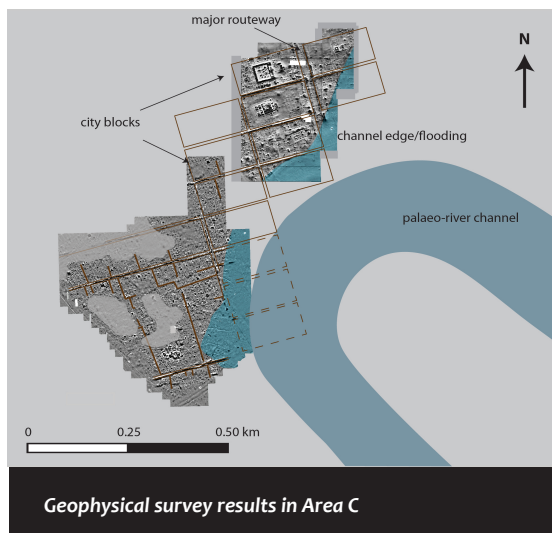 major routeway
N
city blocks
channel edge/flooding
palaeo-river channel
0 0.25 0.50 km
Geophysical survey results in Area C